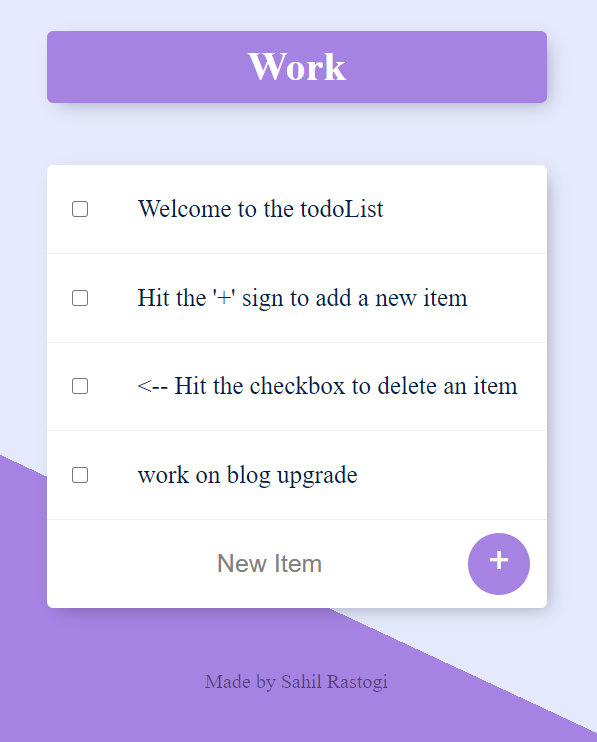 Work
Welcome to the todoList
Hit the '+' sign to add a new item
<-- Hit the checkbox to delete an item
work on blog upgrade
New Item
+
Made by Sahil Rastogi